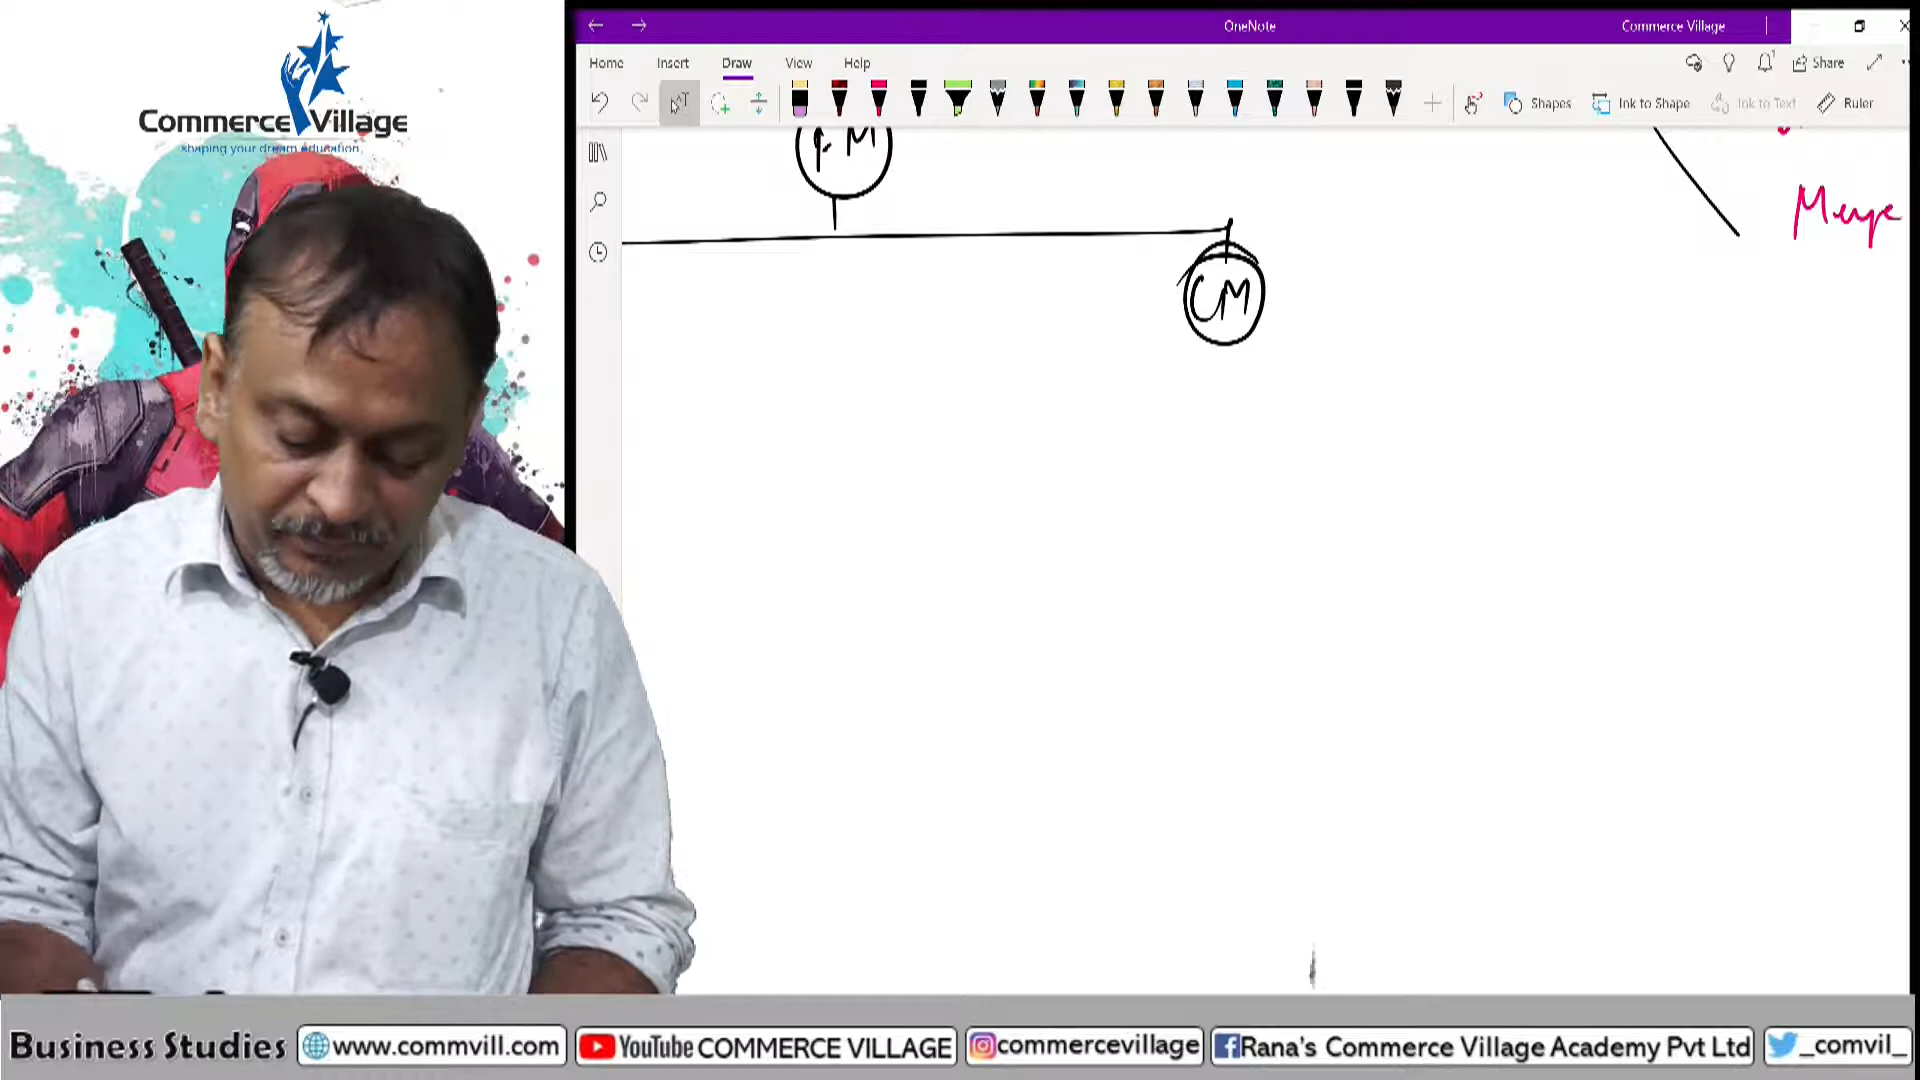 Commerce Village
shaping your dream education.
OneNote
Commerce Village
Home Insert Draw View Help
Share
Shapes Ink to Shape Ink to Text Ruler
M
CM
Business Studies www.commvill.com YouTube COMMERCE VILLAGE commercevillage Rana's Commerce Village Academy Pvt Ltd _comvil_